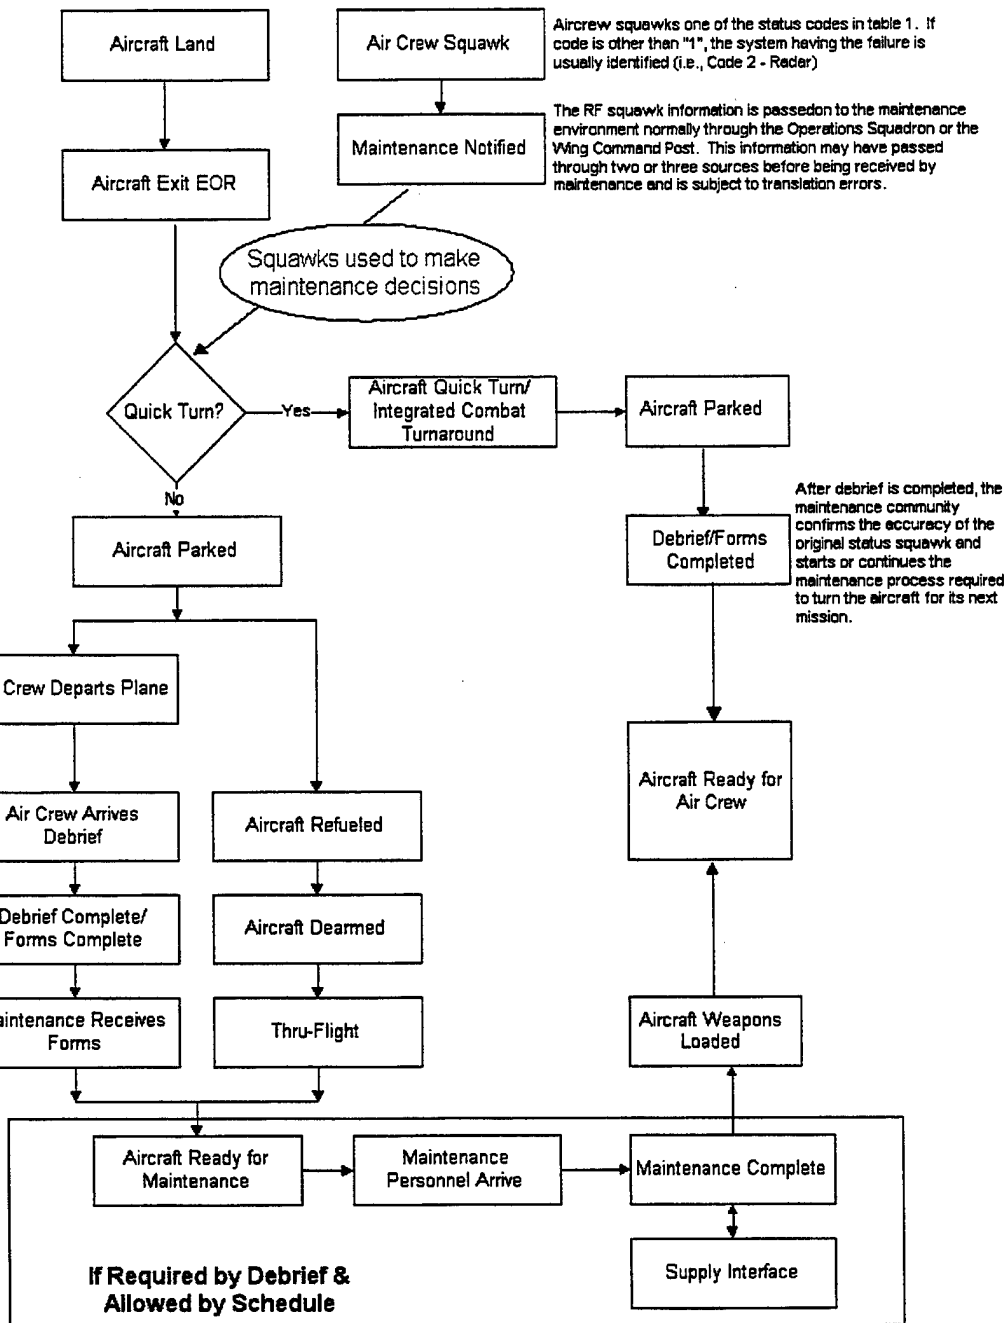 Aircraft Land
Air Crew Squawk
Aircrew squawks one of the status codes in table 1. If
code is other than "1", the system having the failure is
usually identified (i.e., Code 2 - Radar)
The RF squawk information is passedon to the maintenance
environment normally through the Operations Squadron or the
Wing Command Post. This information may have passed
through two or three sources before being received by
maintenance and is subject to translation errors.
Maintenance Notified
Aircraft Exit EOR
Squawks used to make
maintenance decisions
Quick Turn?
Yes
Aircraft Quick Turn/
Integrated Combat
Turnaround
Aircraft Parked
No
Aircraft Parked
Debrief/Forms
Completed
After debrief is completed, the
maintenance community
confirms the accuracy of the
original status squawk and
starts or continues the
maintenance process required
to turn the aircraft for its next
mission.
Crew Departs Plane
Aircraft Ready for
Air Crew
Air Crew Arrives
Debrief
Aircraft Refueled
Debrief Complete/
Forms Complete
Aircraft Dearmed
aintenance Receives
Forms
Thru-Flight
Aircraft Weapons
Loaded
Aircraft Ready for
Maintenance
Maintenance
Personnel Arrive
Maintenance Complete
Supply Interface
If Required by Debrief &
Allowed by Schedule